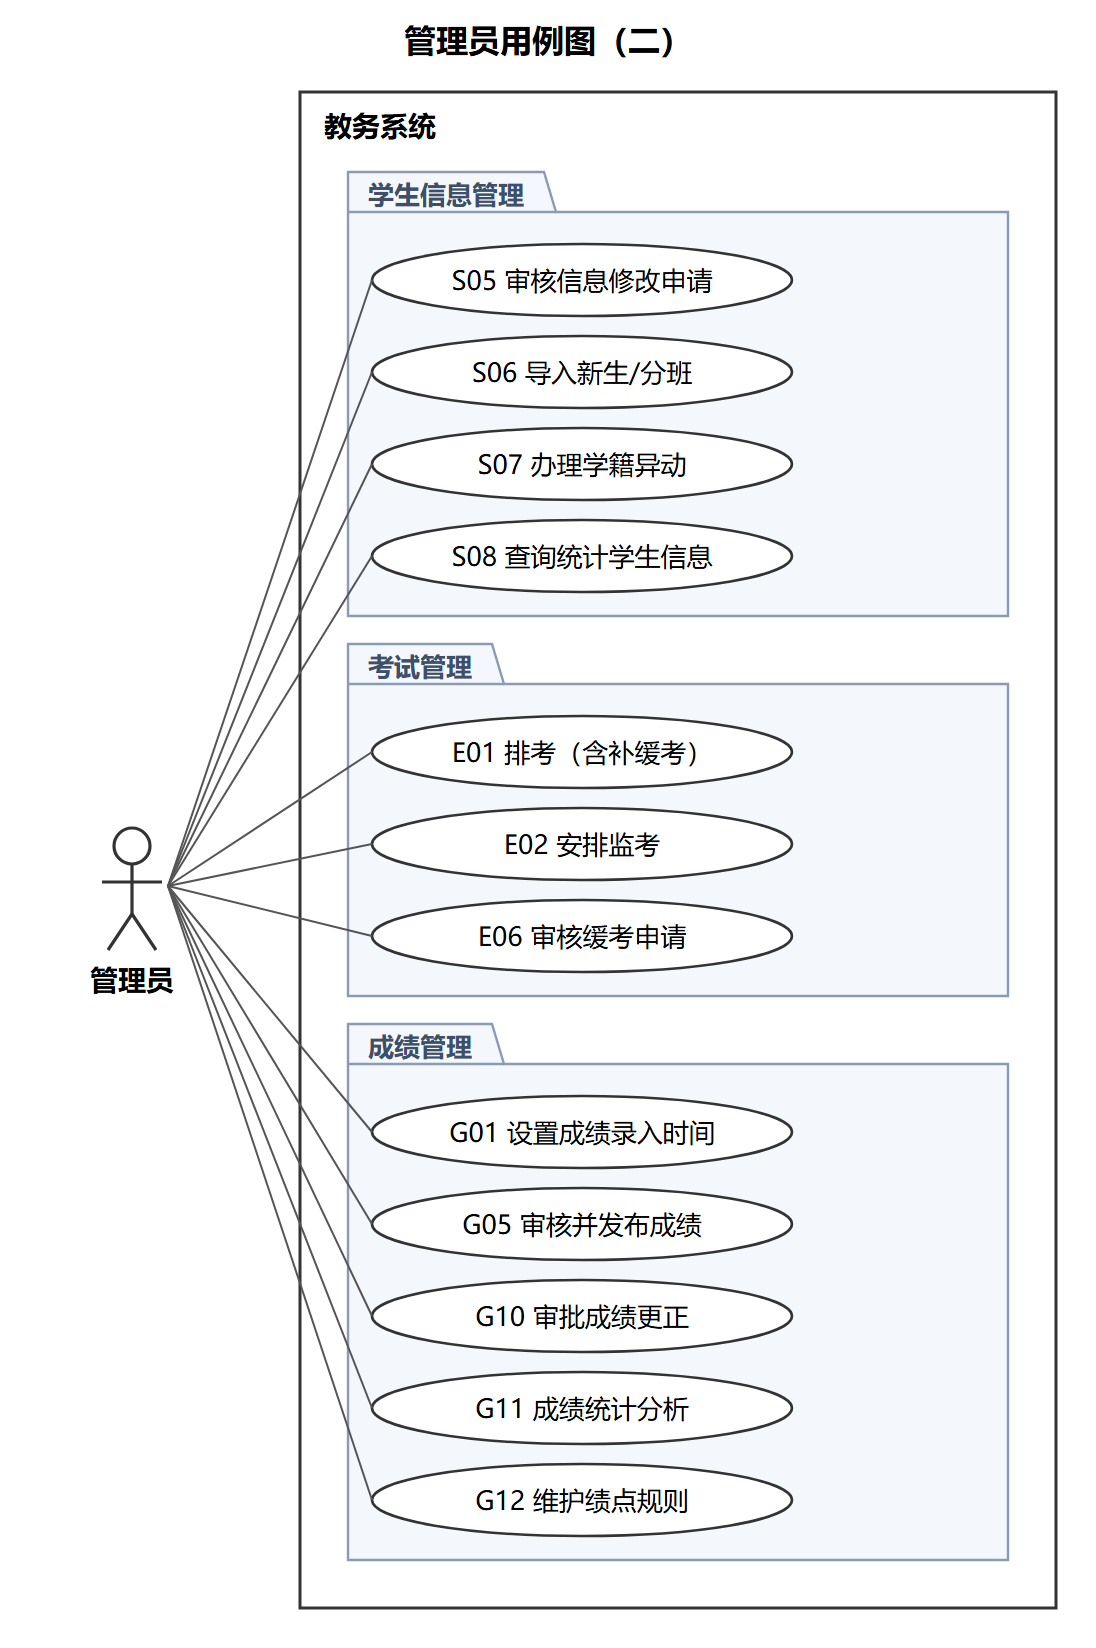 管理员用例图（二）
教务系统
学生信息管理
S05 审核信息修改申请
S06 导入新生/分班
S07 办理学籍异动
S08 查询统计学生信息
考试管理
E01 排考（含补缓考）
E02 安排监考
E06 审核缓考申请
管理员
成绩管理
G01 设置成绩录入时间
G05 审核并发布成绩
G10 审批成绩更正
G11 成绩统计分析
G12 维护绩点规则